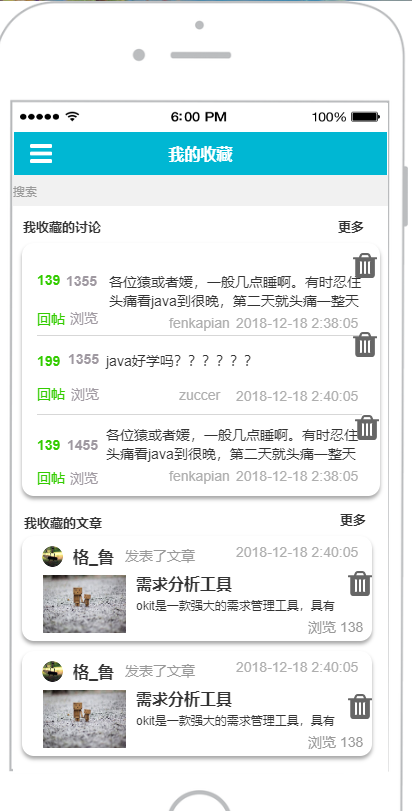 6:00 PM 100%
我的收藏
搜索
我收藏的讨论 更多
139 1355 各位猿或者媛，一般几点睡啊。有时忍住
头痛看java到很晚，第二天就头痛一整天
回帖 浏览 fenkapian 2018-12-18 2:38:05
199 1355 java好学吗？？？？？？
回帖 浏览 zuccer 2018-12-18 2:40:05
139 1455 各位猿或者媛，一般几点睡啊。有时忍住
头痛看java到很晚，第二天就头痛一整天
回帖 浏览 fenkapian 2018-12-18 2:38:05
我收藏的文章 更多
格_鲁 发表了文章 2018-12-18 2:40:05
需求分析工具
okit是一款强大的需求管理工具，具有
浏览 138
格_鲁 发表了文章 2018-12-18 2:40:05
需求分析工具
okit是一款强大的需求管理工具，具有
浏览 138